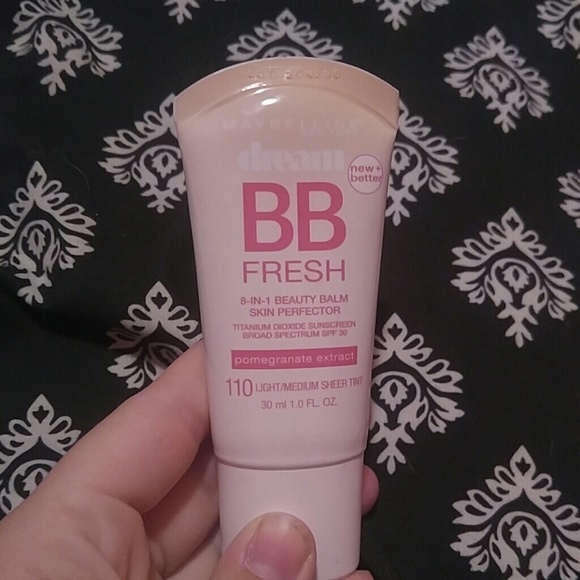 MAYBELLINE
dream
new +
better
BB
FRESH
8-IN-1 BEAUTY BALM
SKIN PERFECTOR
TITANIUM DIOXIDE SUNSCREEN
BROAD SPECTRUM SPF 30
pomegranate extract
110 LIGHT/MEDIUM SHEER TINT
30 ml 1.0 FL. OZ.